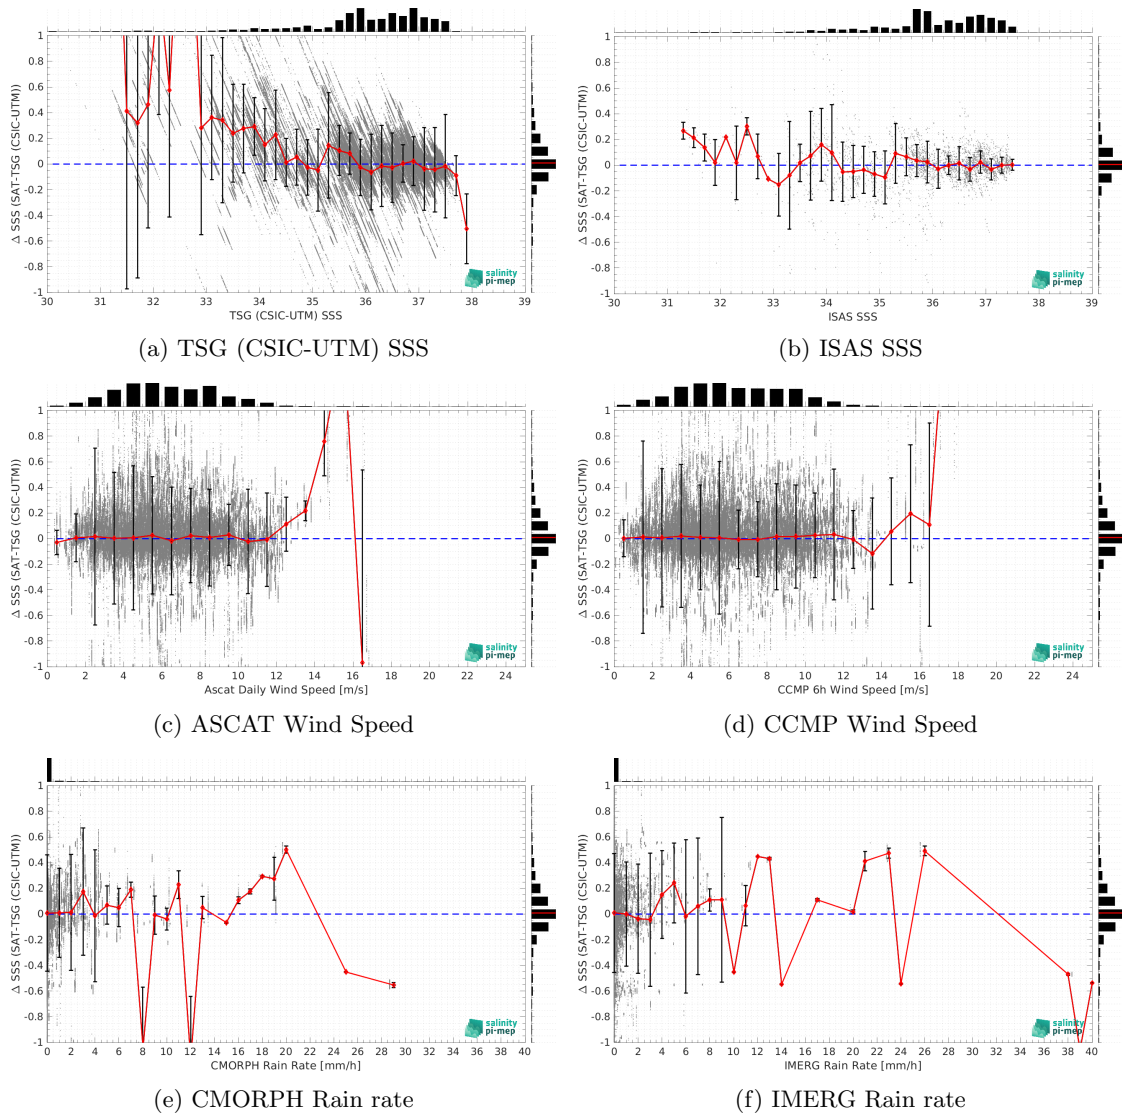 Δ SSS (SAT-TSG (CSIC-UTM))
1
0.8
0.6
0.4
0.2
0
-0.2
-0.4
-0.6
-0.8
-1
30 31 32 33 34 35 36 37 38 39
TSG (CSIC-UTM) SSS
salinity
pi-mep
(a) TSG (CSIC-UTM) SSS
Δ SSS (SAT-TSG (CSIC-UTM))
1
0.8
0.6
0.4
0.2
0
-0.2
-0.4
-0.6
-0.8
-1
30 31 32 33 34 35 36 37 38 39
ISAS SSS
salinity
pi-mep
(b) ISAS SSS
Δ SSS (SAT-TSG (CSIC-UTM))
1
0.8
0.6
0.4
0.2
0
-0.2
-0.4
-0.6
-0.8
-1
0 2 4 6 8 10 12 14 16 18 20 22 24
Ascat Daily Wind Speed [m/s]
salinity
pi-mep
(c) ASCAT Wind Speed
Δ SSS (SAT-TSG (CSIC-UTM))
1
0.8
0.6
0.4
0.2
0
-0.2
-0.4
-0.6
-0.8
-1
0 2 4 6 8 10 12 14 16 18 20 22 24
CCMP 6h Wind Speed [m/s]
salinity
pi-mep
(d) CCMP Wind Speed
Δ SSS (SAT-TSG (CSIC-UTM))
1
0.8
0.6
0.4
0.2
0
-0.2
-0.4
-0.6
-0.8
-1
0 2 4 6 8 10 12 14 16 18 20 22 24 26 28 30 32 34 36 38 40
CMORPH Rain Rate [mm/h]
salinity
pi-mep
(e) CMORPH Rain rate
Δ SSS (SAT-TSG (CSIC-UTM))
1
0.8
0.6
0.4
0.2
0
-0.2
-0.4
-0.6
-0.8
-1
0 2 4 6 8 10 12 14 16 18 20 22 24 26 28 30 32 34 36 38 40
IMERG Rain Rate [mm/h]
salinity
pi-mep
(f) IMERG Rain rate